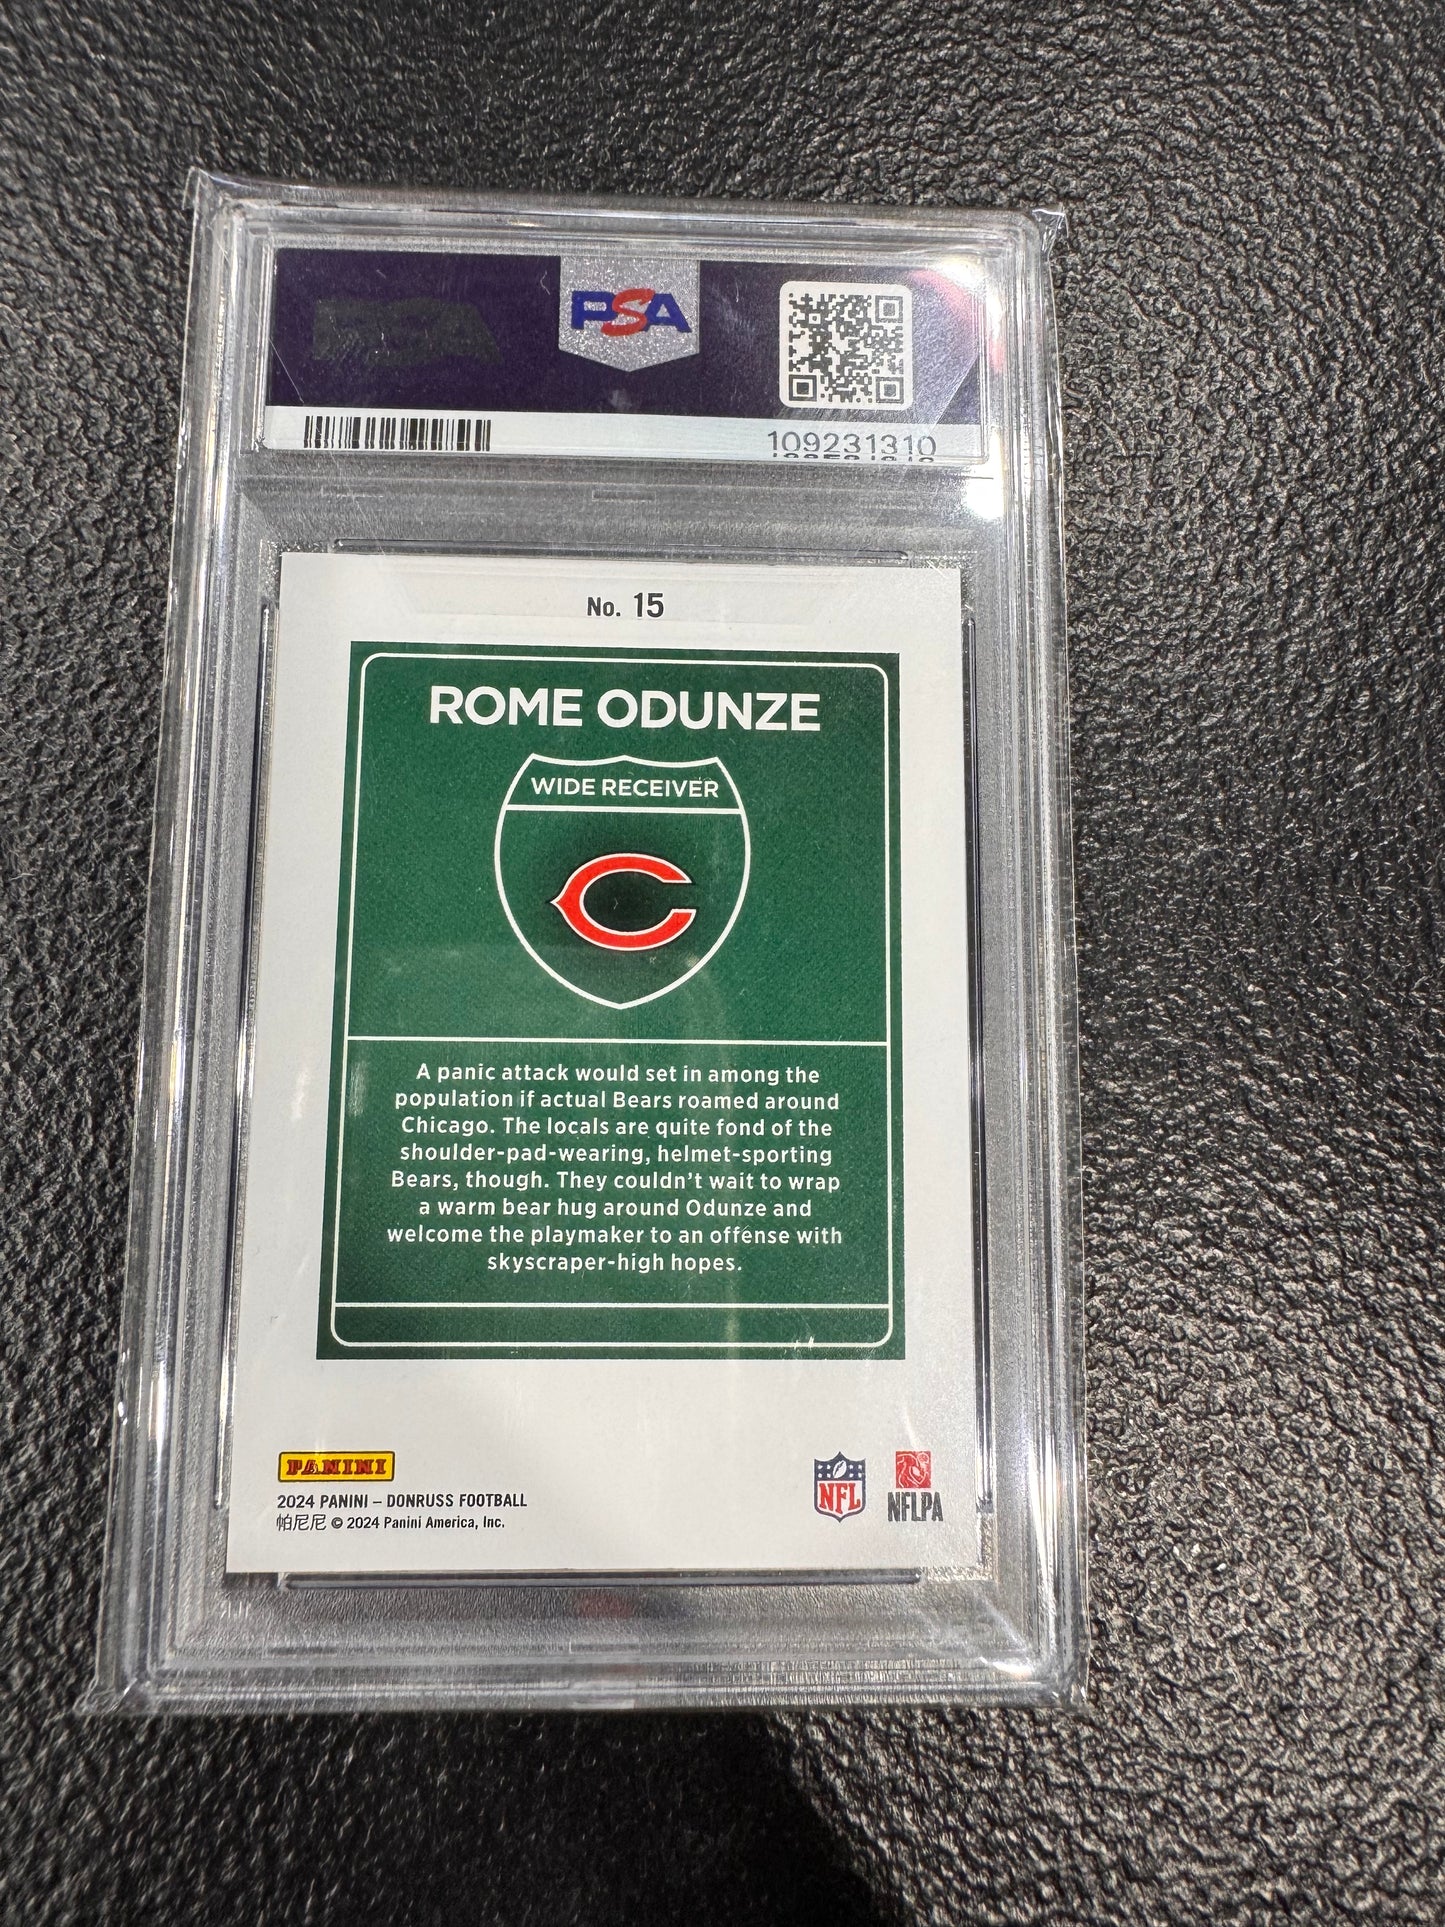 PSA
109231310
No. 15
ROME ODUNZE
WIDE RECEIVER
A panic attack would set in among the
population if actual Bears roamed around
Chicago. The locals are quite fond of the
shoulder-pad-wearing, helmet-sporting
Bears, though. They couldn't wait to wrap
a warm bear hug around Odunze and
welcome the playmaker to an offense with
skyscraper-high hopes.
PANINI
2024 PANINI – DONRUSS FOOTBALL
帕尼尼 © 2024 Panini America, Inc.
NFL
NFLPA